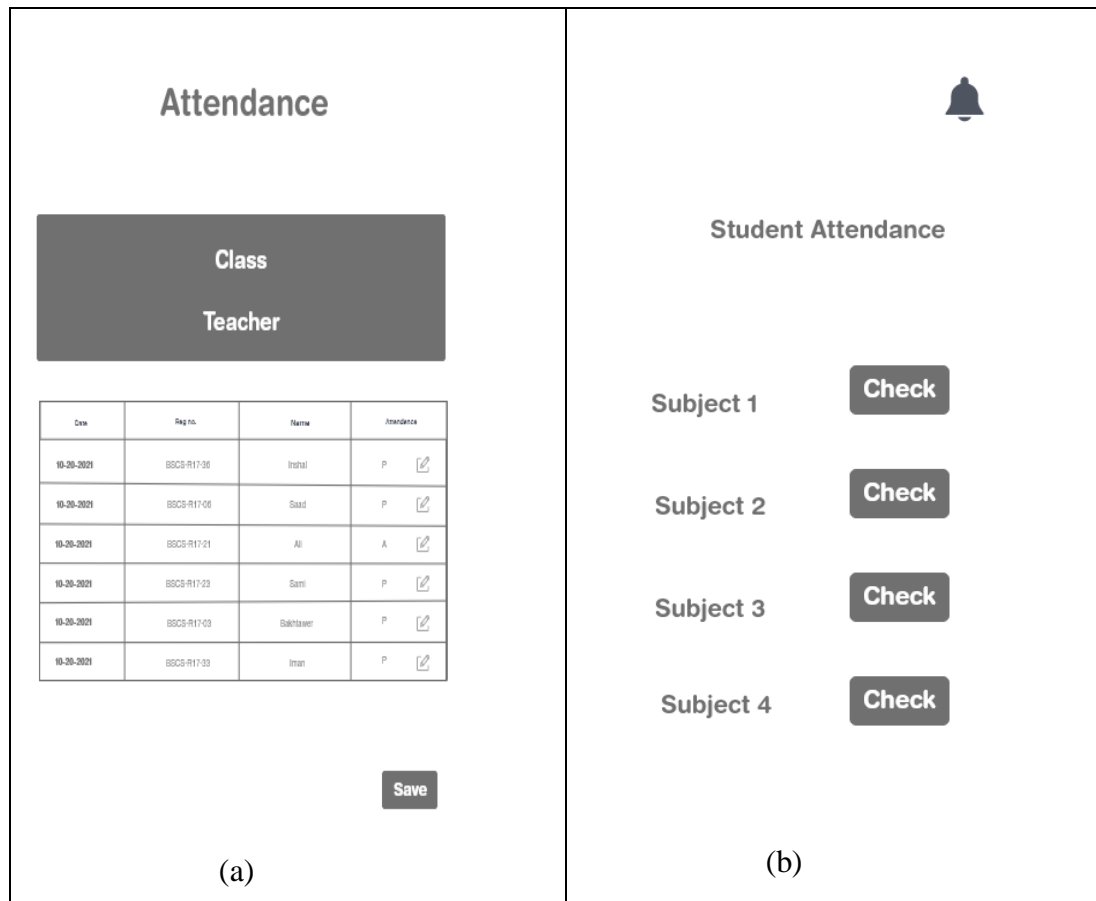 Attendance
Class
Teacher
Date Reg no. Name Attendance
10-20-2021 BSCS-R17-36 Inshal P
10-20-2021 BSCS-R17-06 Saad P
10-20-2021 BSCS-R17-21 Ali A
10-20-2021 BSCS-R17-23 Sami P
10-20-2021 BSCS-R17-03 Bakhtawer P
10-20-2021 BSCS-R17-33 Iman P
Save
(a)
Student Attendance
Subject 1 Check
Subject 2 Check
Subject 3 Check
Subject 4 Check
(b)